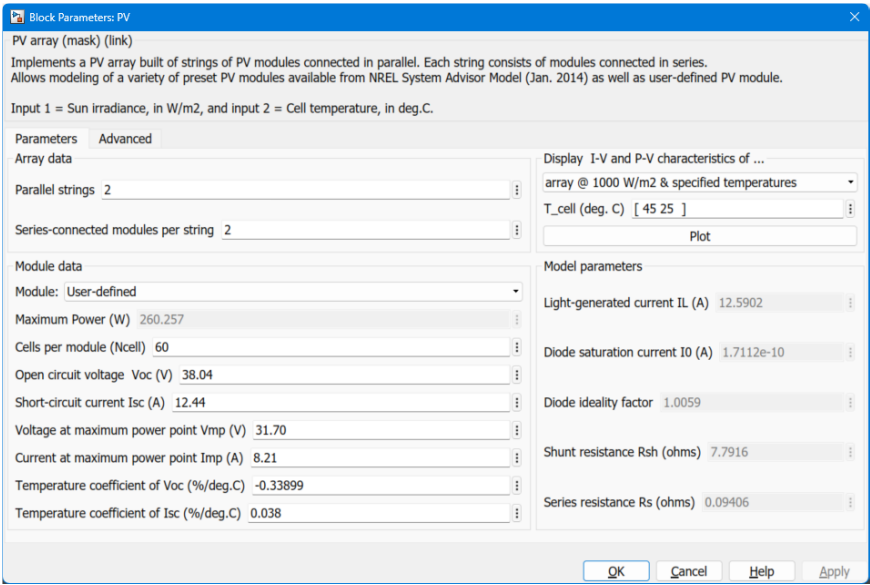 Block Parameters: PV
PV array (mask) (link)
Implements a PV array built of strings of PV modules connected in parallel. Each string consists of modules connected in series.
Allows modeling of a variety of preset PV modules available from NREL System Advisor Model (Jan. 2014) as well as user-defined PV module.
Input 1 = Sun irradiance, in W/m2, and input 2 = Cell temperature, in deg.C.
Parameters Advanced
Array data
Parallel strings 2
Series-connected modules per string 2
Display I-V and P-V characteristics of ...
array @ 1000 W/m2 & specified temperatures
T_cell (deg. C) [ 45 25 ]
Plot
Module data
Module: User-defined
Maximum Power (W) 260.257
Cells per module (Ncell) 60
Open circuit voltage Voc (V) 38.04
Short-circuit current Isc (A) 12.44
Voltage at maximum power point Vmp (V) 31.70
Current at maximum power point Imp (A) 8.21
Temperature coefficient of Voc (%/deg.C) -0.33899
Temperature coefficient of Isc (%/deg.C) 0.038
Model parameters
Light-generated current IL (A) 12.5902
Diode saturation current I0 (A) 1.7112e-10
Diode ideality factor 1.0059
Shunt resistance Rsh (ohms) 7.7916
Series resistance Rs (ohms) 0.09406
OK Cancel Help Apply